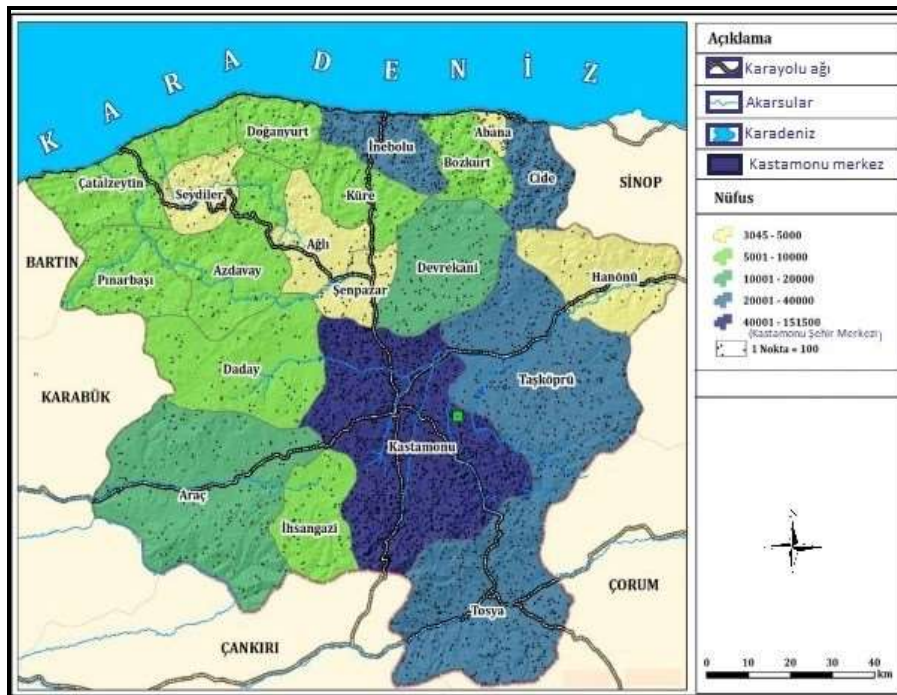 K A R A D E N İ Z
Doğanyurt
İnebolu
Abana
Bozkurt
Çatalzeytin
Seydiler
Küre
Cide
SİNOP
Ağlı
BARTIN
Pınarbaşı
Azdavay
Devrekani
Hanönü
Şenpazar
Daday
Taşköprü
KARABÜK
Kastamonu
Araç
İhsangazi
ÇORUM
Tosya
ÇANKIRI
Açıklama
Karayolu ağı
Akarsular
Karadeniz
Kastamonu merkez
Nüfus
3045 - 5000
5001 - 10000
10001 - 20000
20001 - 40000
40001 - 151500
(Kastamonu Şehir Merkezi)
1 Nokta = 100
0 10 20 30 40
km